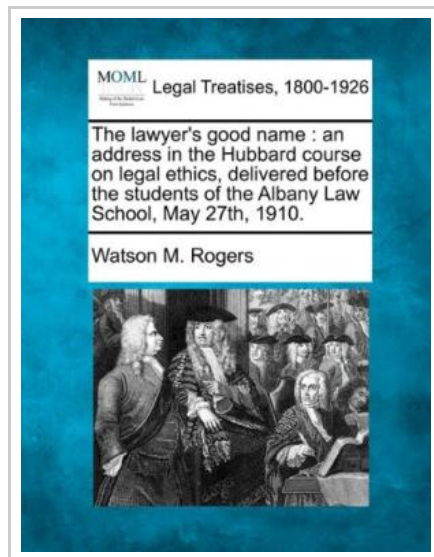 MOML
Legal Treatises, 1800-1926
The lawyer's good name : an
address in the Hubbard course
on legal ethics, delivered before
the students of the Albany Law
School, May 27th, 1910.
Watson M. Rogers